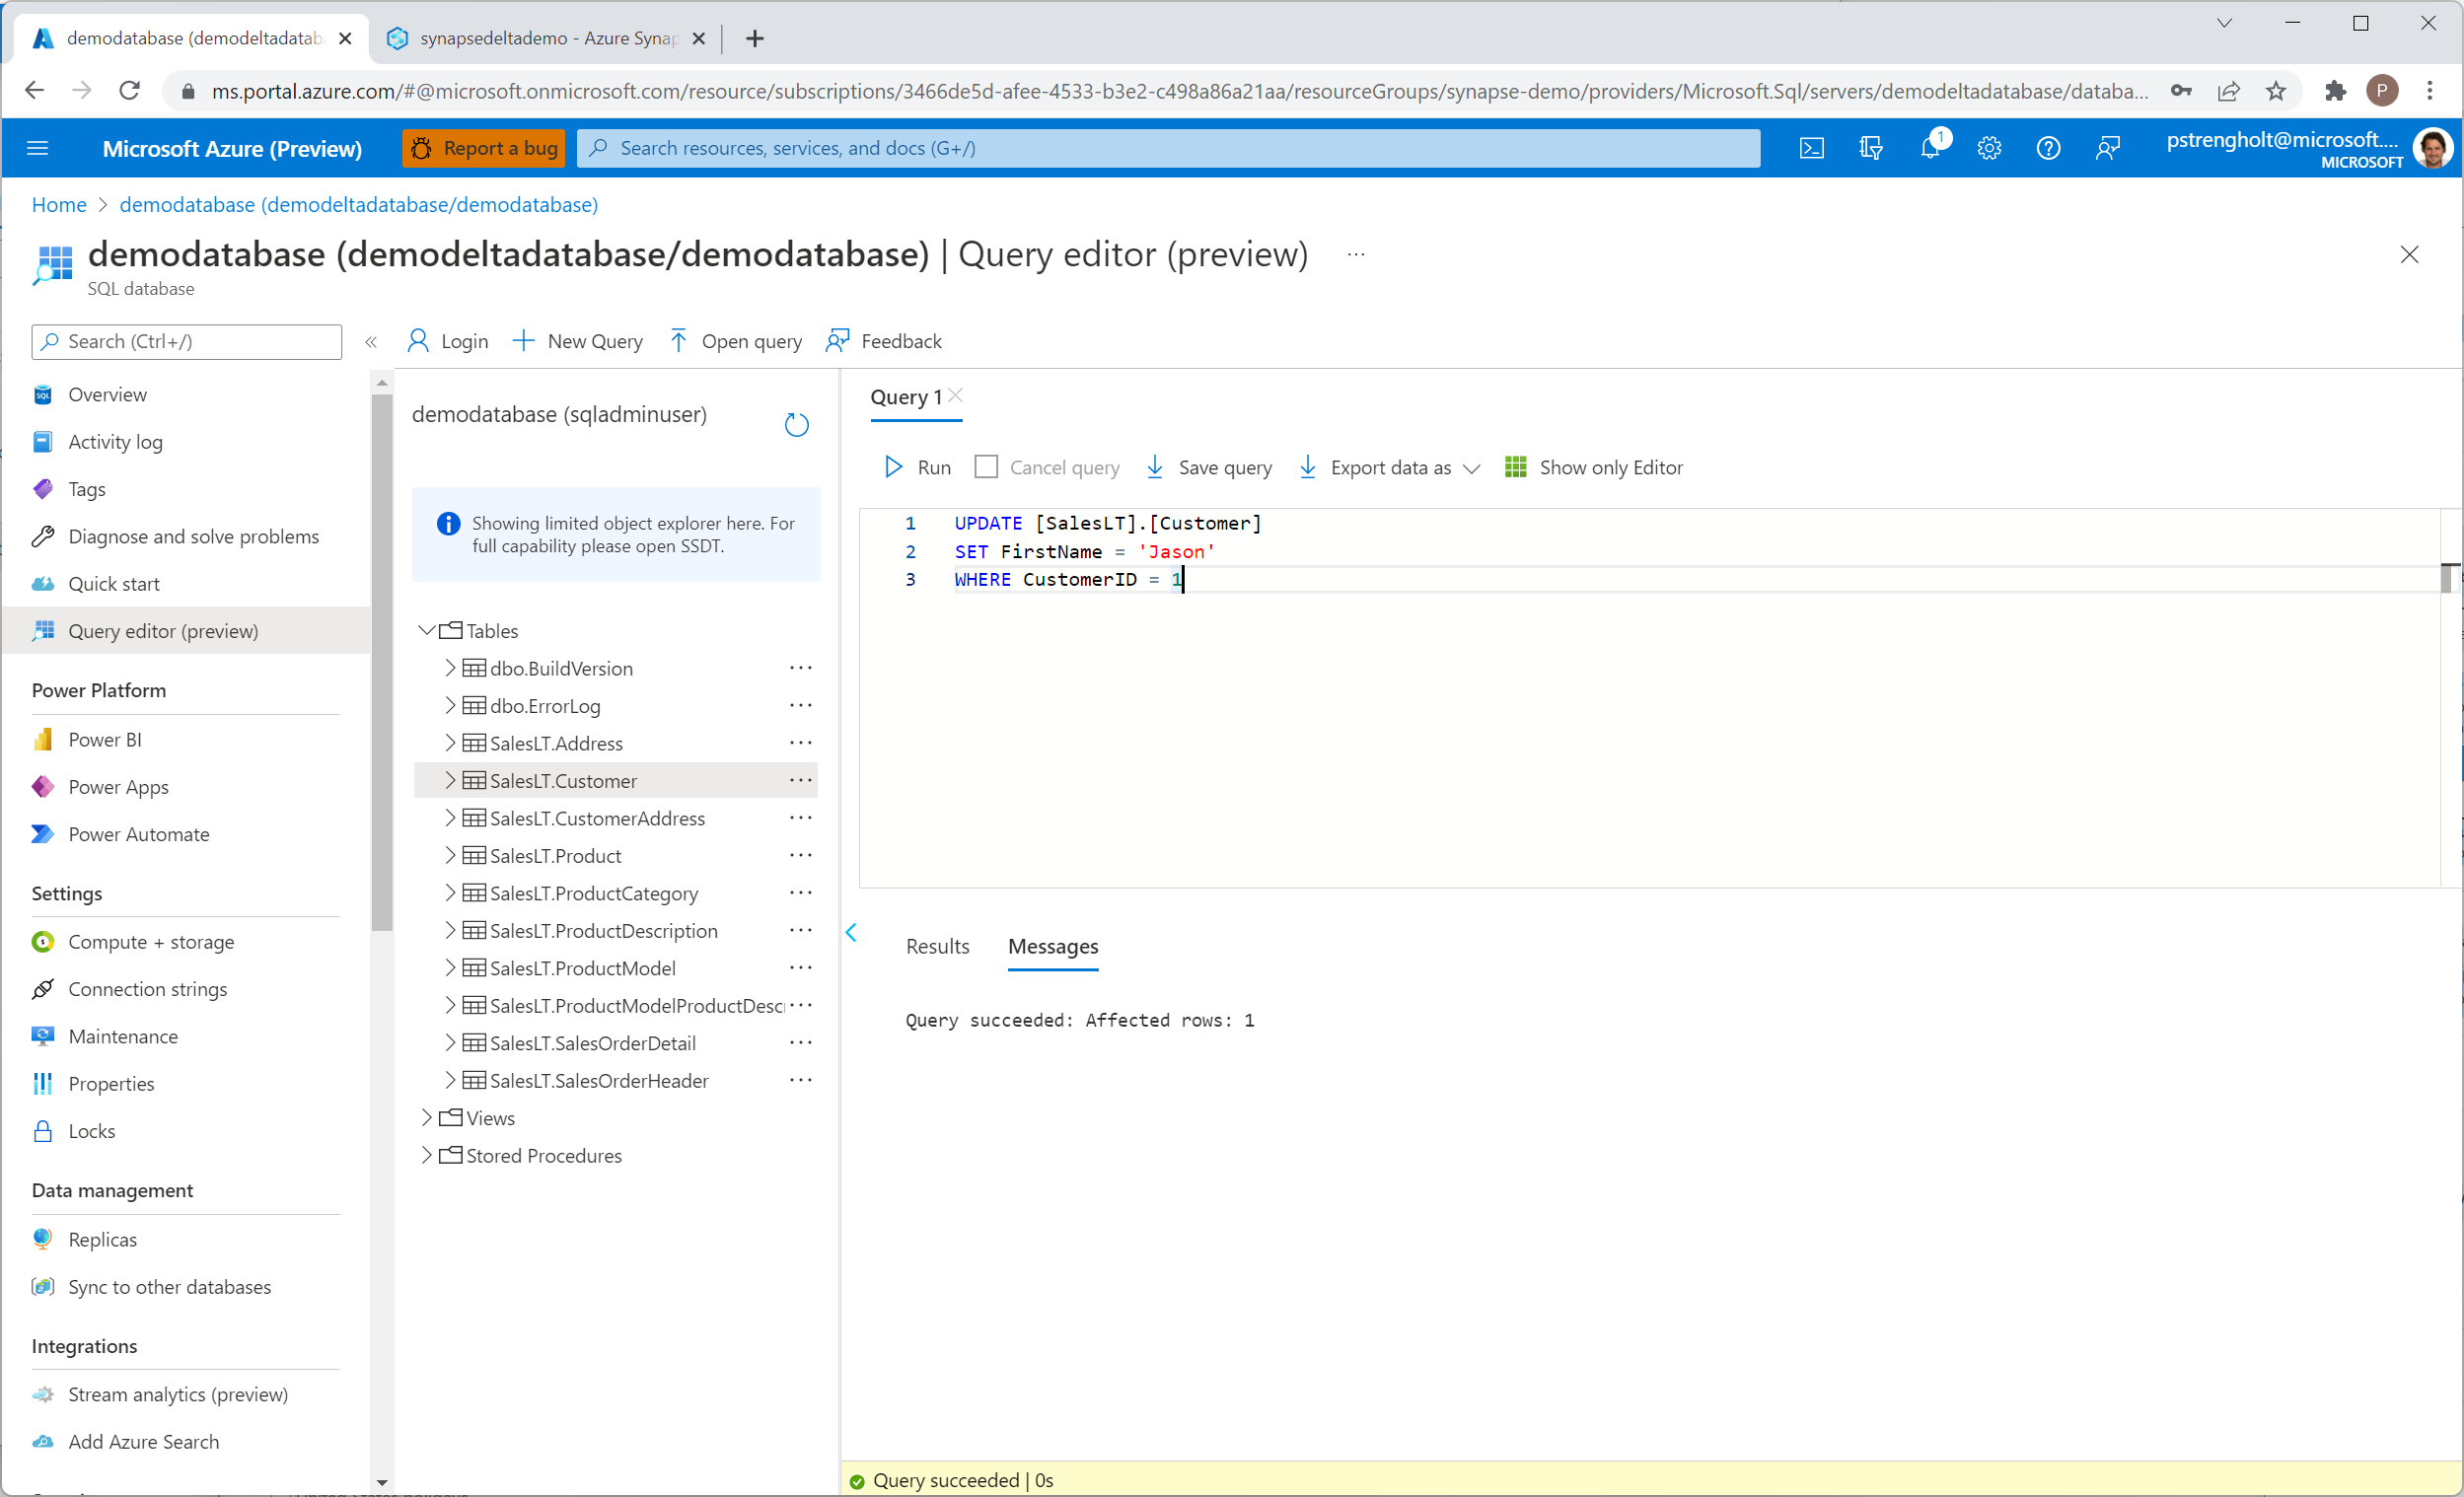 demodatabase (demodeltadatab
synapsedeltademo - Azure Synap
ms.portal.azure.com/#@microsoft.onmicrosoft.com/resource/subscriptions/3466de5d-afee-4533-b3e2-c498a86a21aa/resourceGroups/synapse-demo/providers/Microsoft.Sql/servers/demodeltadatabase/databa...
P
Microsoft Azure (Preview)
Report a bug
Search resources, services, and docs (G+/)
1
pstrengholt@microsoft....
MICROSOFT
Home > demodatabase (demodeltadatabase/demodatabase)
demodatabase (demodeltadatabase/demodatabase) | Query editor (preview) ...
SQL database
Search (Ctrl+/)
«
Login
New Query
Open query
Feedback
Overview
Activity log
Tags
Diagnose and solve problems
Quick start
Query editor (preview)
Power Platform
Power BI
Power Apps
Power Automate
Settings
Compute + storage
Connection strings
Maintenance
Properties
Locks
Data management
Replicas
Sync to other databases
Integrations
Stream analytics (preview)
Add Azure Search
demodatabase (sqladminuser)
Showing limited object explorer here. For
full capability please open SSDT.
Tables
dbo.BuildVersion ...
dbo.ErrorLog ...
SalesLT.Address ...
SalesLT.Customer ...
SalesLT.CustomerAddress ...
SalesLT.Product ...
SalesLT.ProductCategory ...
SalesLT.ProductDescription ...
SalesLT.ProductModel ...
SalesLT.ProductModelProductDesc ...
SalesLT.SalesOrderDetail ...
SalesLT.SalesOrderHeader ...
Views
Stored Procedures
Query 1
Run
Cancel query
Save query
Export data as
Show only Editor
1 UPDATE [SalesLT].[Customer]
2 SET FirstName = 'Jason'
3 WHERE CustomerID = 1
Results
Messages
Query succeeded: Affected rows: 1
Query succeeded | 0s